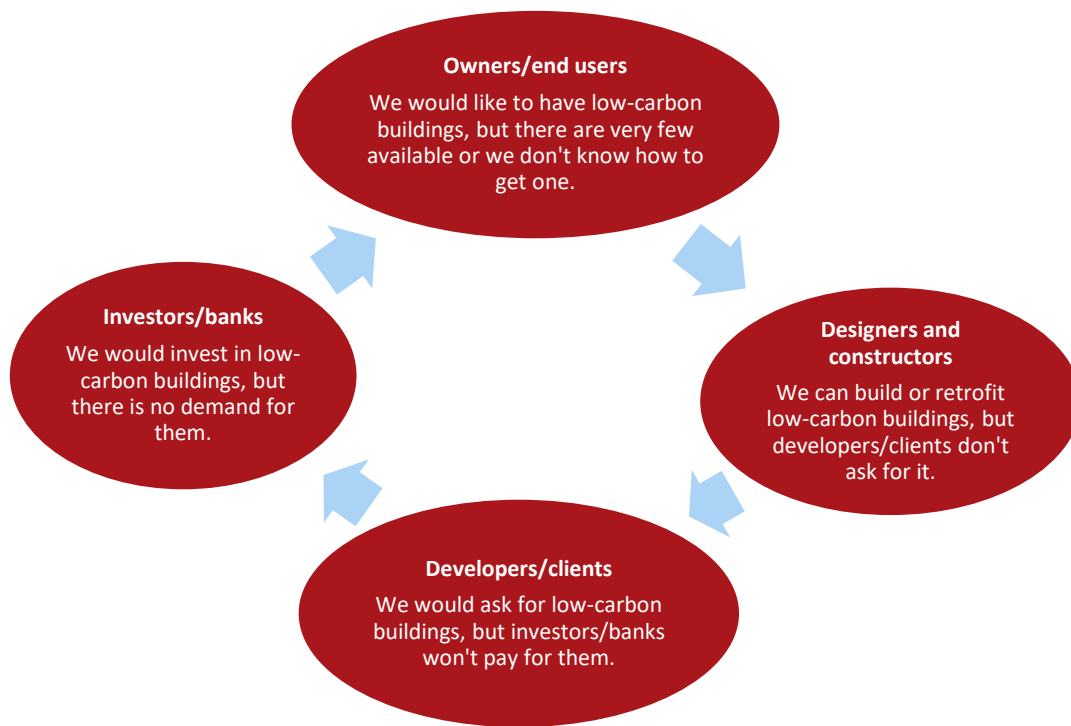 Owners/end users
We would like to have low-carbon
buildings, but there are very few
available or we don't know how to
get one.
Designers and
constructors
We can build or retrofit
low-carbon buildings, but
developers/clients don't
ask for it.
Developers/clients
We would ask for low-carbon
buildings, but investors/banks
won't pay for them.
Investors/banks
We would invest in low-
carbon buildings, but
there is no demand for
them.